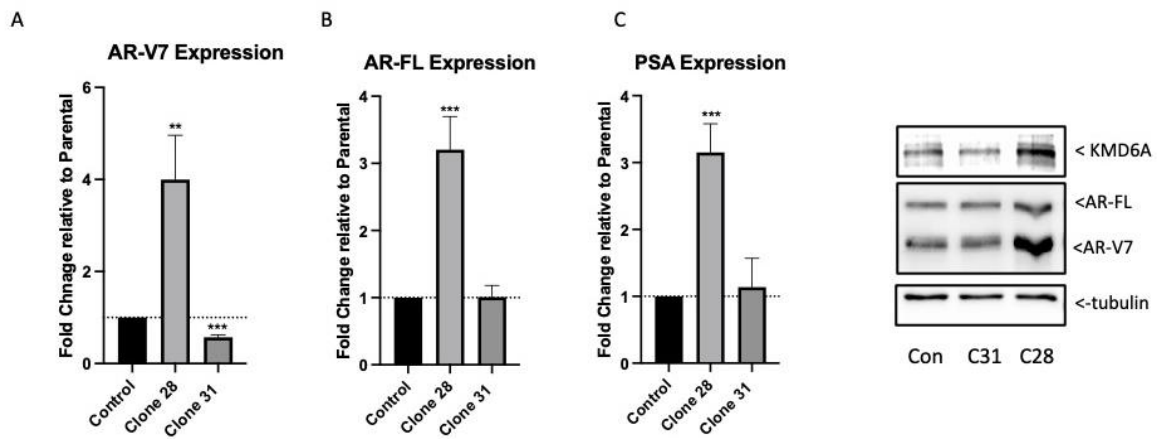 A
AR-V7 Expression
Fold Chnage relative to Parental
6
4
2
0
**
***
Control
Clone 28
Clone 31
B
AR-FL Expression
Fold Change relative to Parental
4
3
2
1
0
***
Control
Clone 28
Clone 31
C
PSA Expression
Fold Change relative to Parental
4
3
2
1
0
***
Control
Clone 28
Clone 31
< KMD6A
<AR-FL
<AR-V7
<-tubulin
Con C31 C28